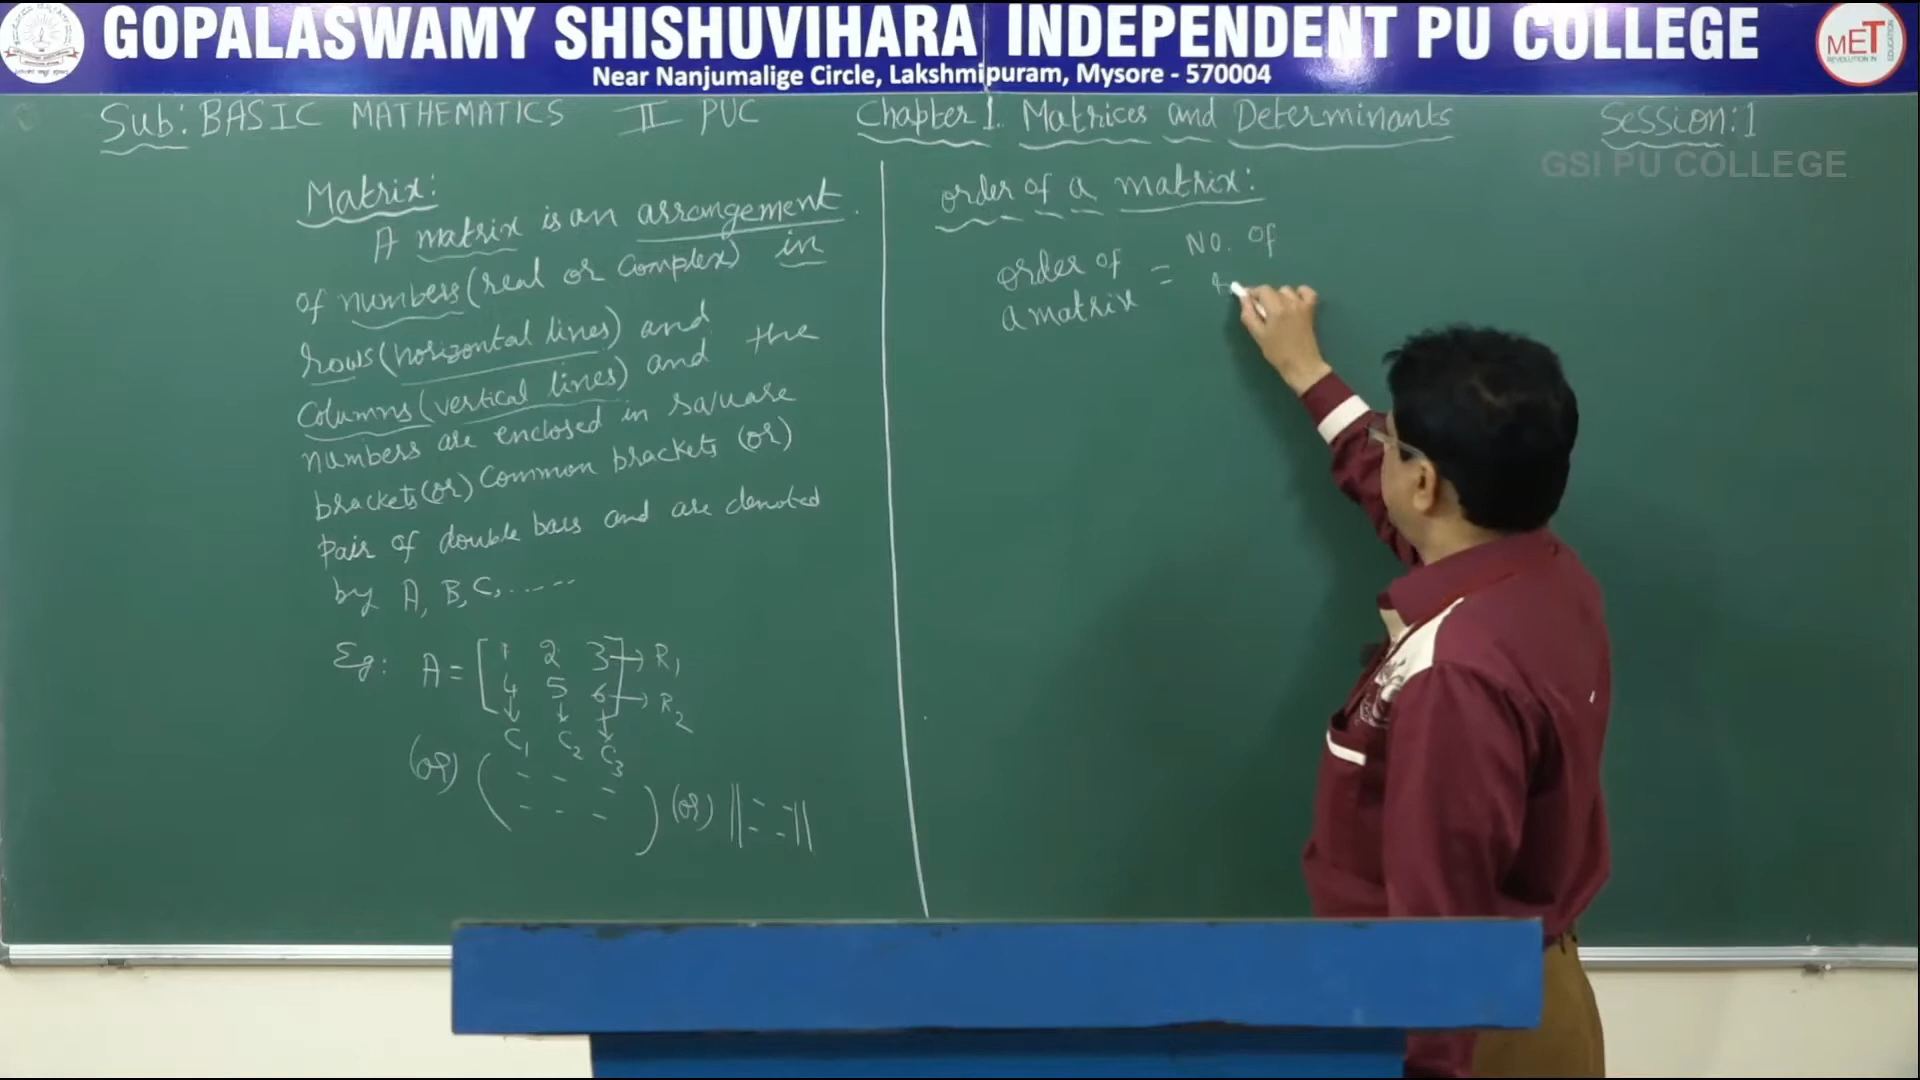 GOPALASWAMY SHISHUVIHARA INDEPENDENT PU COLLEGE
Near Nanjumalige Circle, Lakshmipuram, Mysore - 570004
MET
REVOLUTION IN
EDUCATION
Sub: BASIC MATHEMATICS II PUC Chapter 1. Matrices and Determinants Session: 1
GSI PU COLLEGE
Matrix:
A matrix is an arrangement
of numbers (real or complex) in
rows (horizontal lines) and
Columns (vertical lines) and the
numbers are enclosed in square
brackets (or) Common brackets (or)
pair of double bars and are denoted
by A, B, C, ......
Eg: A = [ 1 2 3 ] → R1
4 5 6 → R2
↓ ↓ ↓
C1 C2 C3
(or) ( - - - ) (or) || - - ||
- - - - -
order of a matrix:
order of = No. of
a matrix